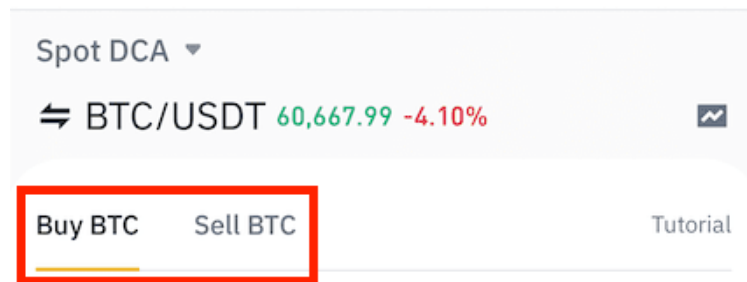 Spot DCA
BTC/USDT 60,667.99 -4.10%
Buy BTC Sell BTC Tutorial